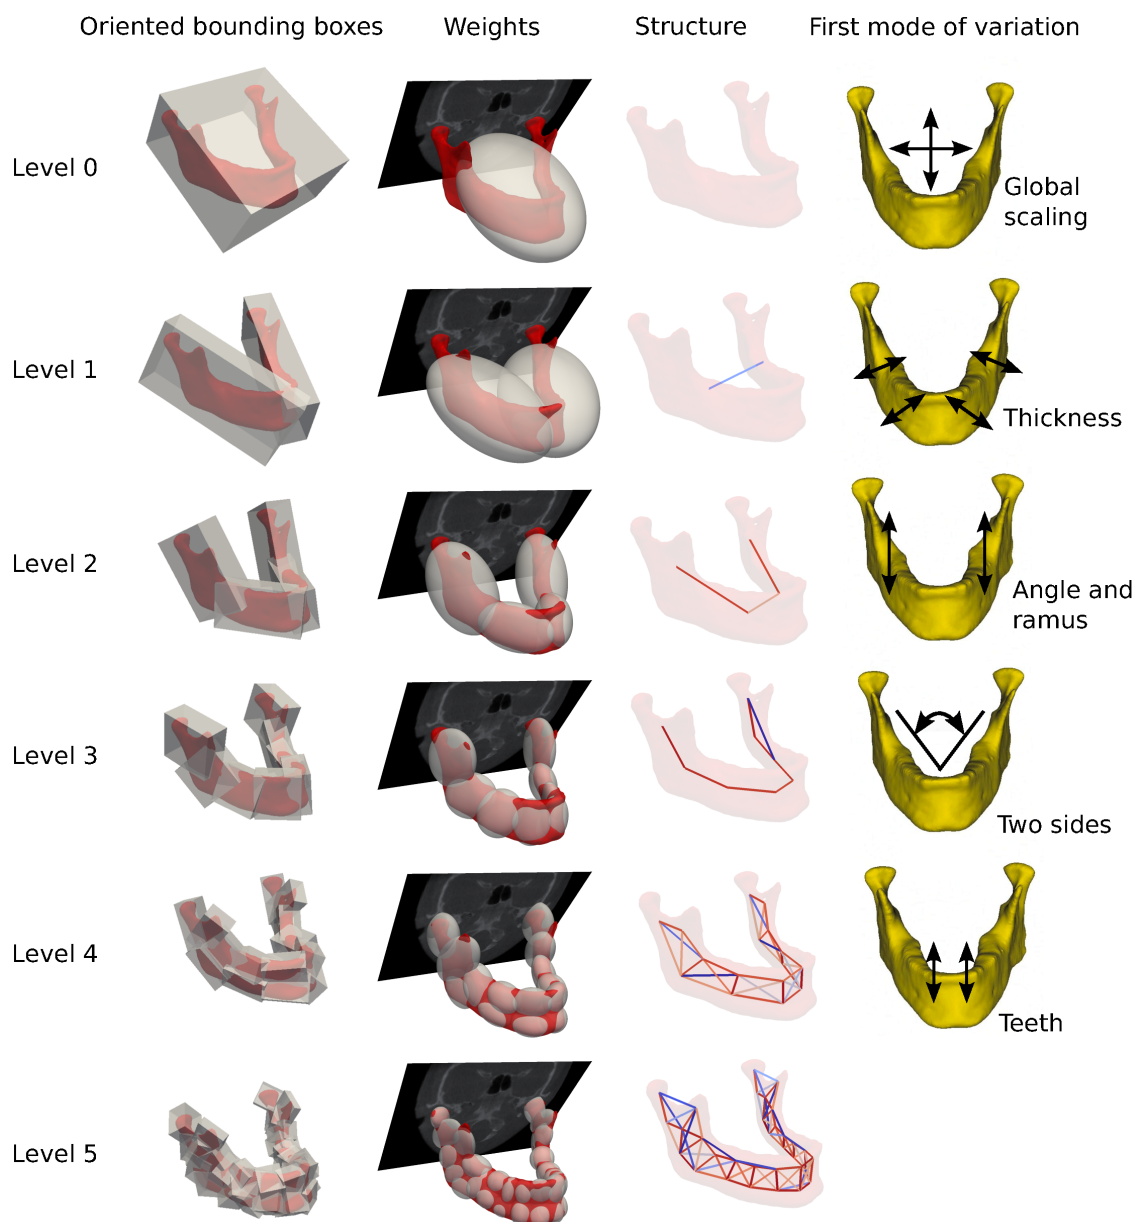 Oriented bounding boxes
Weights
Structure
First mode of variation
Level 0
Global
scaling
Level 1
Thickness
Level 2
Angle and
ramus
Level 3
Two sides
Level 4
Teeth
Level 5